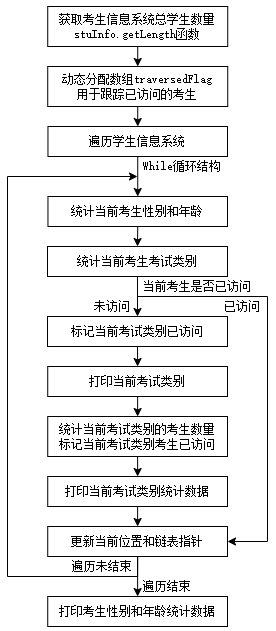 获取考生信息系统总学生数量
stuInfo.getLength函数
动态分配数组traversedFlag
用于跟踪已访问的考生
遍历学生信息系统
While循环结构
统计当前考生性别和年龄
统计当前考生考试类别
当前考生是否已访问
未访问
已访问
标记当前考试类别已访问
打印当前考试类别
统计当前考试类别的考生数量
标记当前考试类别考生已访问
打印当前考试类别统计数据
更新当前位置和链表指针
遍历未结束
遍历结束
打印考生性别和年龄统计数据